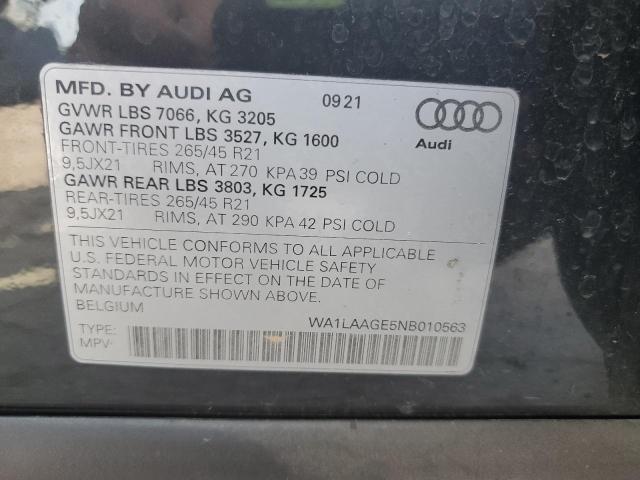 MFD. BY AUDI AG 09 21
GVWR LBS 7066, KG 3205
GAWR FRONT LBS 3527, KG 1600
FRONT-TIRES 265/45 R21
9,5JX21 RIMS, AT 270 KPA 39 PSI COLD
GAWR REAR LBS 3803, KG 1725
REAR-TIRES 265/45 R21
9,5JX21 RIMS, AT 290 KPA 42 PSI COLD
Audi
THIS VEHICLE CONFORMS TO ALL APPLICABLE
U.S. FEDERAL MOTOR VEHICLE SAFETY
STANDARDS IN EFFECT ON THE DATE OF
MANUFACTURE SHOWN ABOVE.
BELGIUM
WA1LAAGE5NB010563
TYPE:
MPV